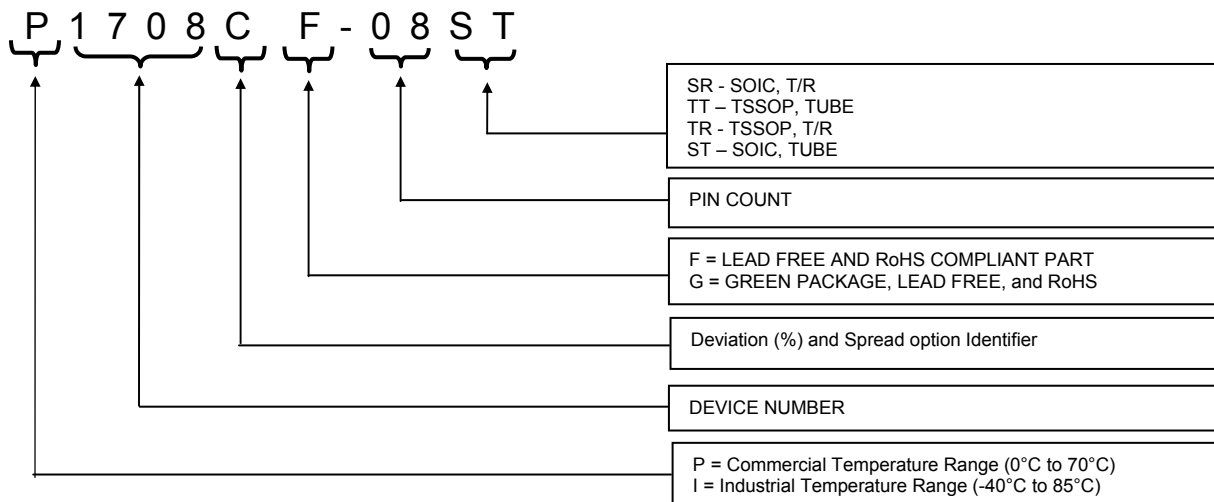 P 1 7 0 8 C F - 0 8 S T
SR - SOIC, T/R
TT – TSSOP, TUBE
TR - TSSOP, T/R
ST – SOIC, TUBE
PIN COUNT
F = LEAD FREE AND RoHS COMPLIANT PART
G = GREEN PACKAGE, LEAD FREE, and RoHS
Deviation (%) and Spread option Identifier
DEVICE NUMBER
P = Commercial Temperature Range (0°C to 70°C)
I = Industrial Temperature Range (-40°C to 85°C)